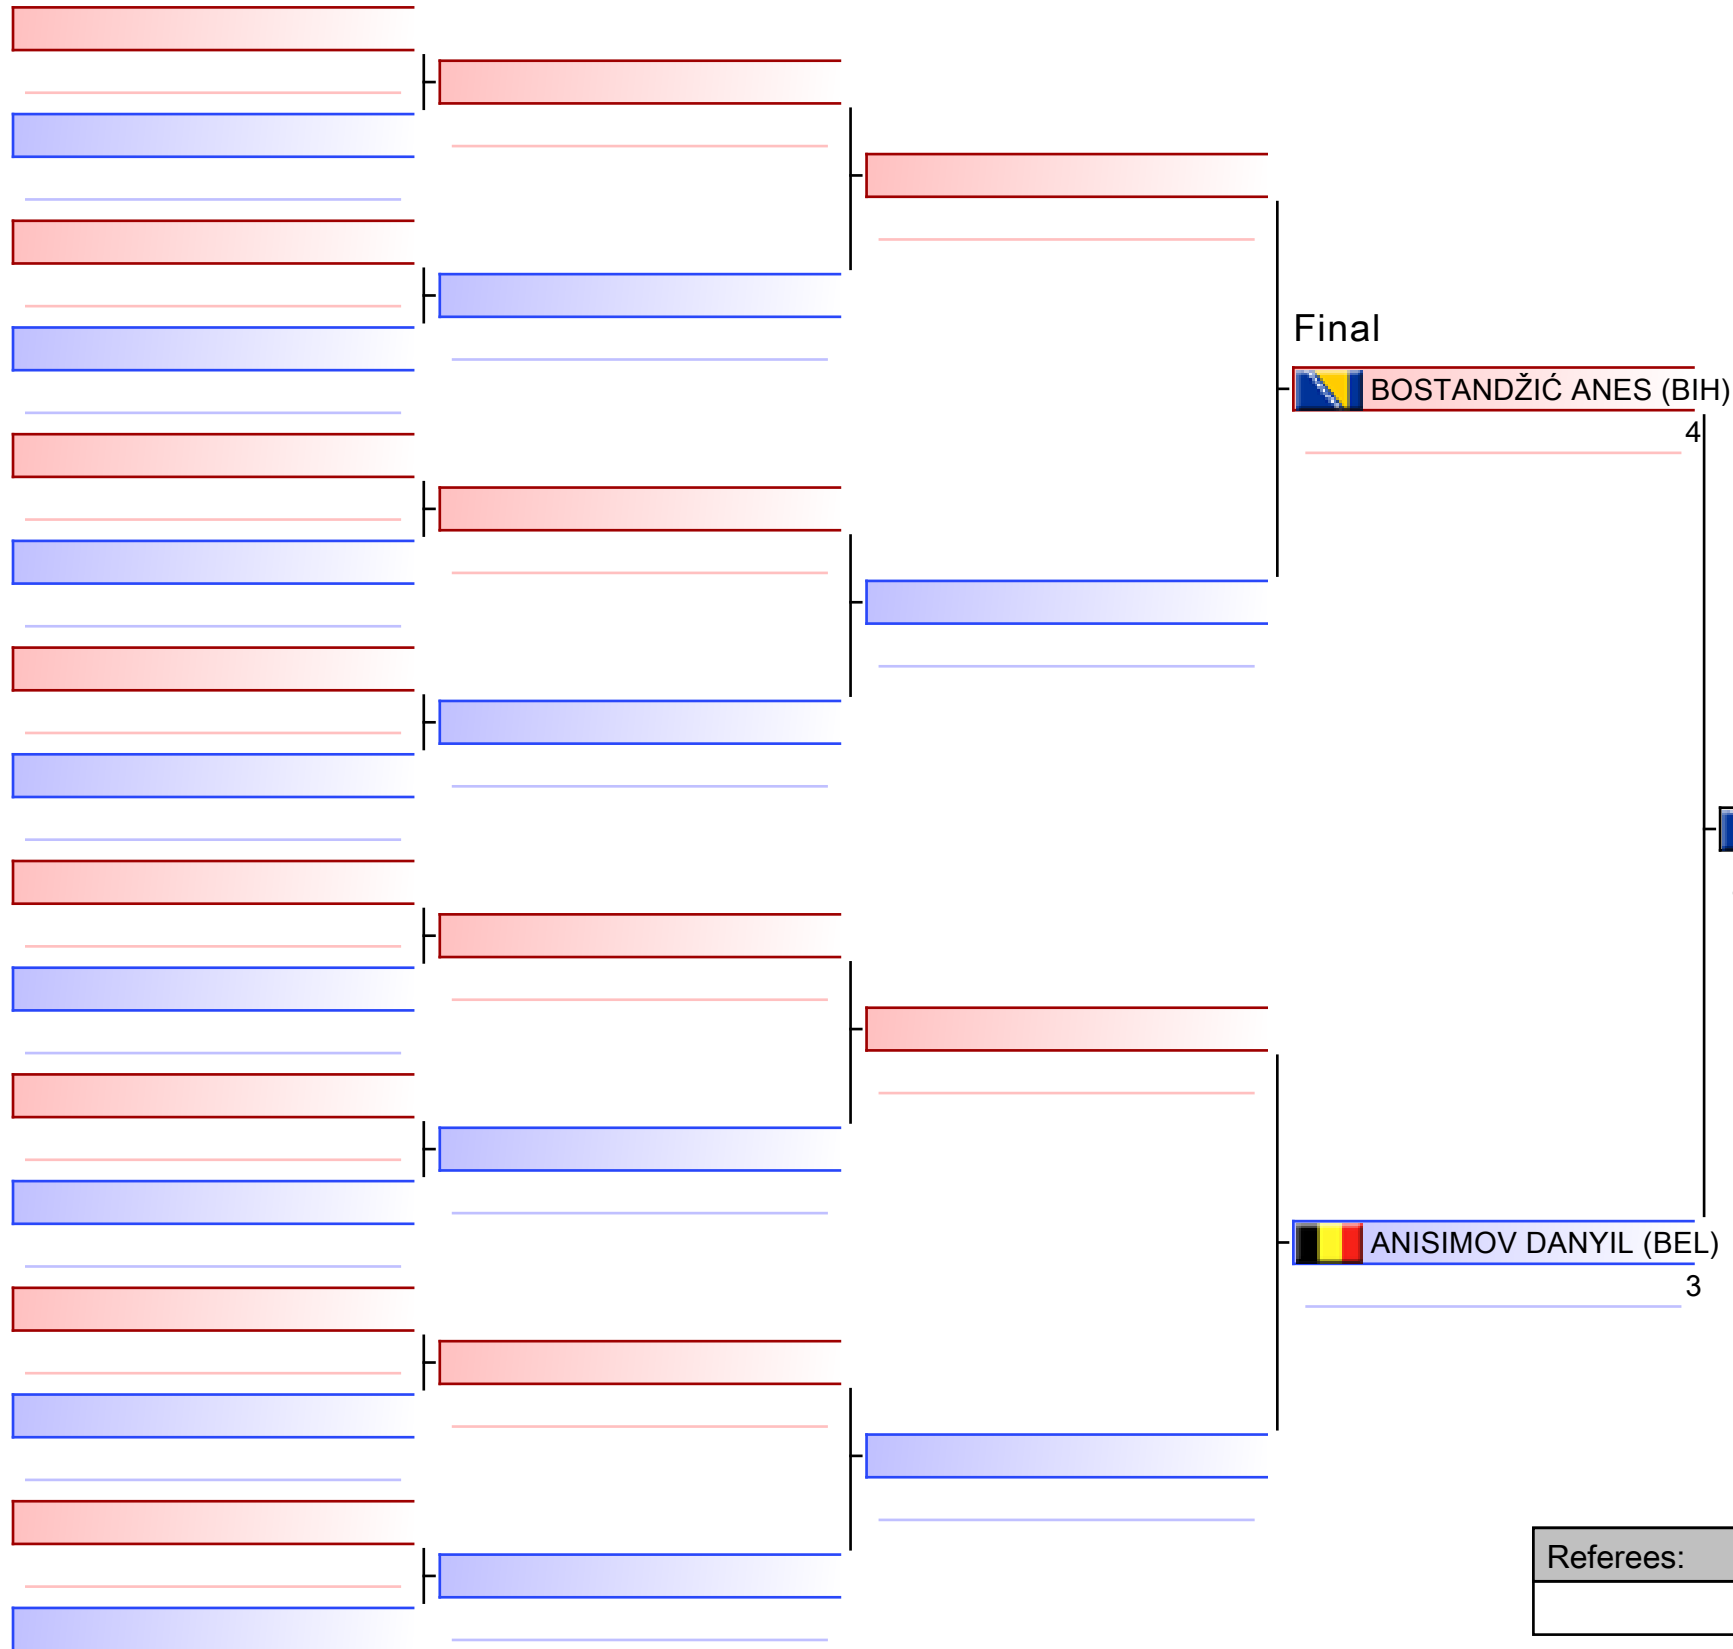 Final
BOSTANDŽIĆ ANES (BIH)
4
ANISIMOV DANYIL (BEL)
3
Referees: